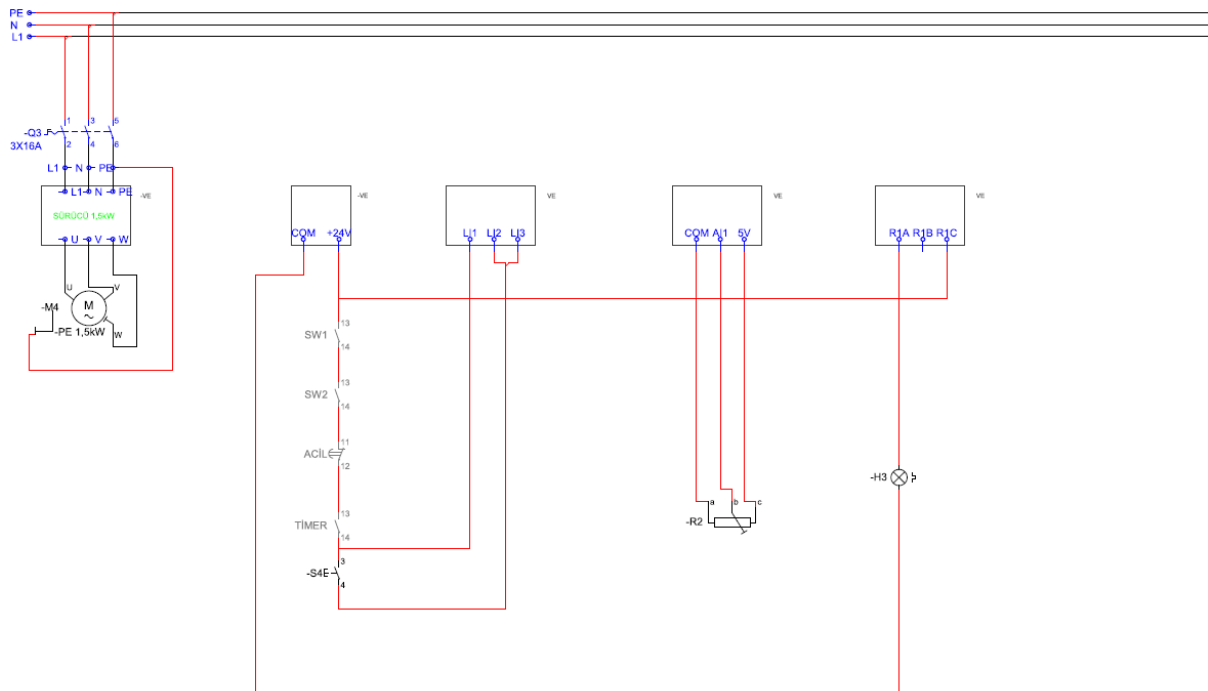 PE
N
L1
1 3 5
-Q3
3X16A
2 4 6
L1 N PE
L1 N PE
-VE
SÜRÜCÜ 1,5kW
U V W
U V
M
~
-M4
-PE 1,5kW
W
-VE
COM +24V
VE
LI1 LI2 LI3
VE
COM AI1 5V
VE
R1A R1B R1C
13
SW1
14
13
SW2
14
11
ACİL
12
13
TİMER
14
3
-S4
4
a b c
-R2
-H3